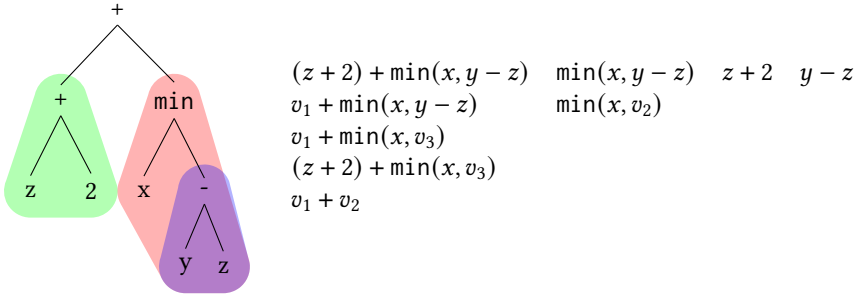 +
+ min
z 2 x -
y z
(z + 2) + min(x, y − z) min(x, y − z) z + 2 y − z
v₁ + min(x, y − z) min(x, v₂)
v₁ + min(x, v₃)
(z + 2) + min(x, v₃)
v₁ + v₂